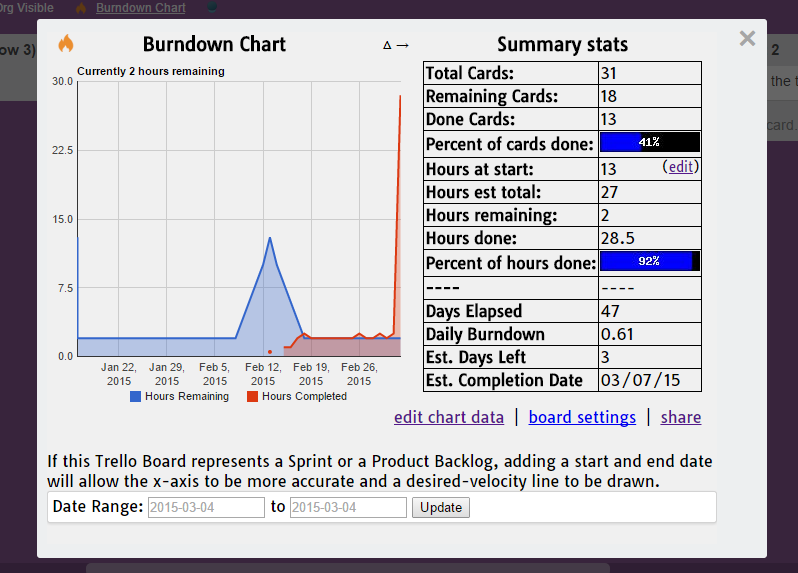 Org Visible Burndown Chart
ow 3)
2
the t
card.
Burndown Chart
Δ →
Currently 2 hours remaining
30.0
22.5
15.0
7.5
0.0
Jan 22, 2015
Jan 29, 2015
Feb 5, 2015
Feb 12, 2015
Feb 19, 2015
Feb 26, 2015
Hours Remaining Hours Completed
Summary stats
Total Cards: 31
Remaining Cards: 18
Done Cards: 13
Percent of cards done: 41%
Hours at start: 13 (edit)
Hours est total: 27
Hours remaining: 2
Hours done: 28.5
Percent of hours done: 92%
---- ----
Days Elapsed 47
Daily Burndown 0.61
Est. Days Left 3
Est. Completion Date 03/07/15
edit chart data | board settings | share
If this Trello Board represents a Sprint or a Product Backlog, adding a start and end date
will allow the x-axis to be more accurate and a desired-velocity line to be drawn.
Date Range: 2015-03-04 to 2015-03-04 Update